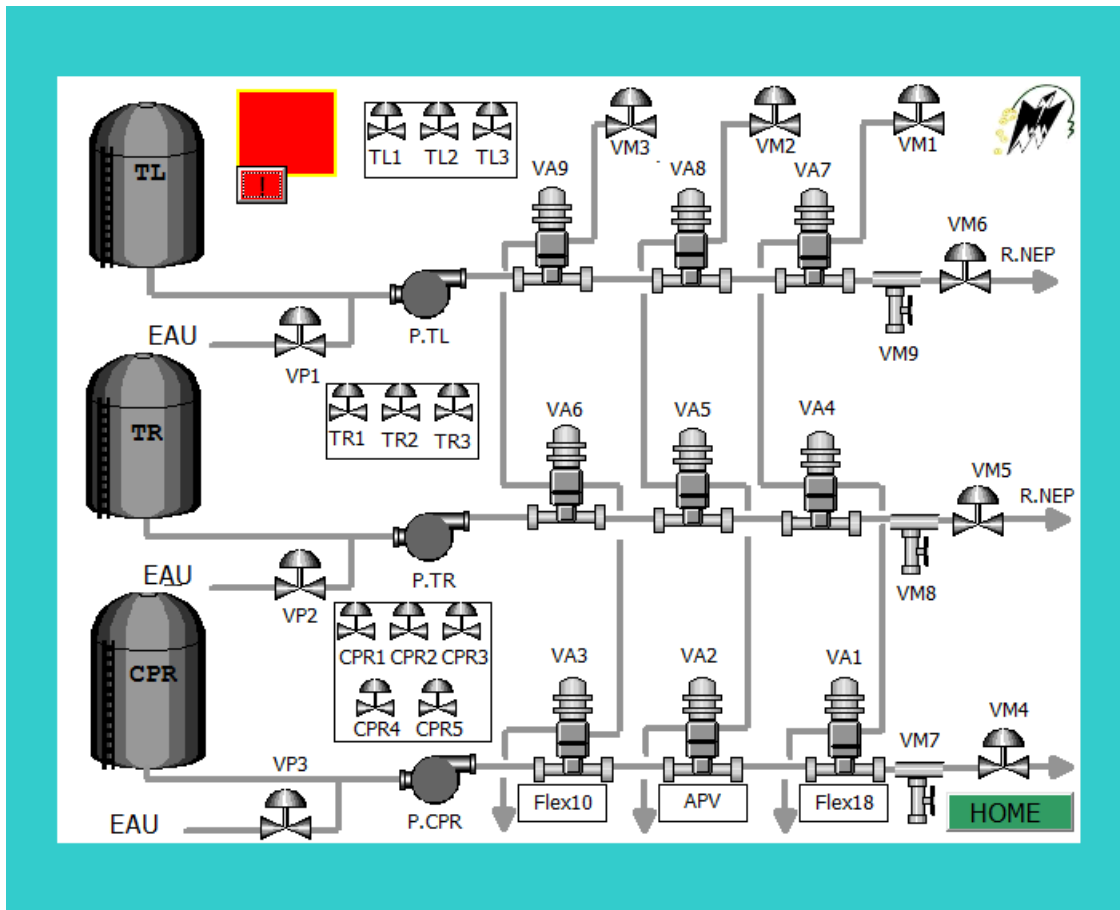 TL
!
TL1 TL2 TL3
VM3
VM2
VM1
VA9
VA8
VA7
VM6
R.NEP
EAU
VP1
P.TL
VM9
TR
TR1 TR2 TR3
VA6
VA5
VA4
VM5
R.NEP
EAU
VP2
P.TR
VM8
CPR
CPR1 CPR2 CPR3
CPR4 CPR5
VA3
VA2
VA1
VM4
VM7
VP3
EAU
P.CPR
Flex10
APV
Flex18
HOME